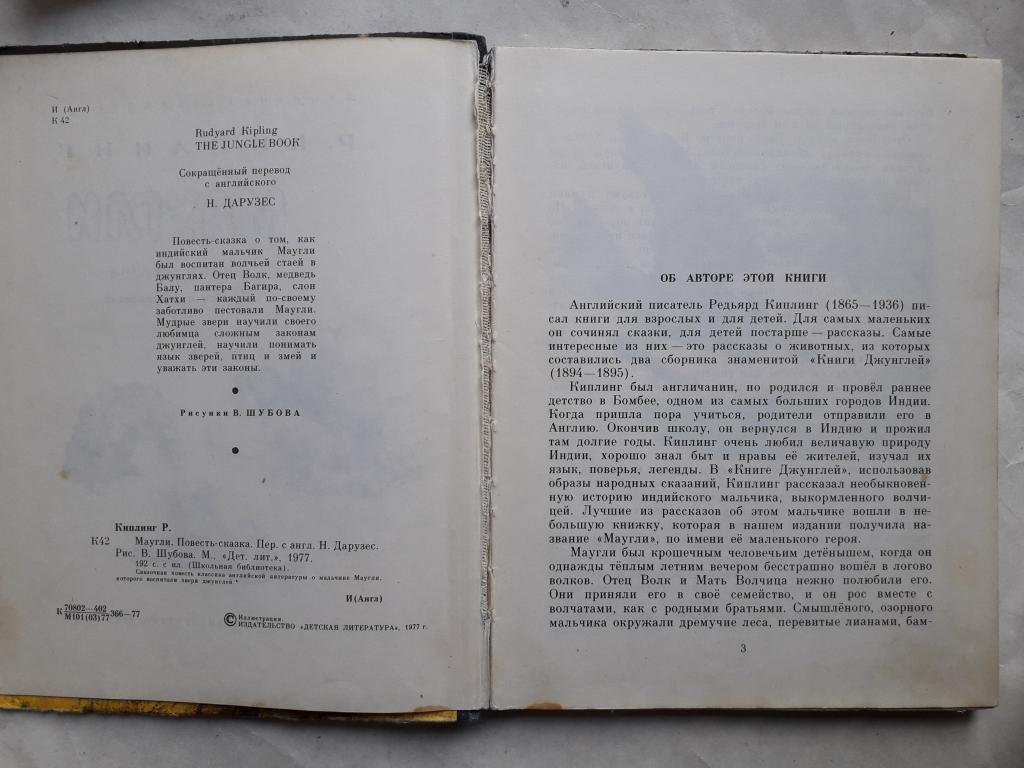 И (Англ)
К 42
Rudyard Kipling
THE JUNGLE BOOK
Сокращённый перевод
с английского
Н. ДАРУЗЕС
Повесть-сказка о том, как
индийский мальчик Маугли
был воспитан волчьей стаей в
джунглях. Отец Волк, медведь
Балу, пантера Багира, слон
Хатхи — каждый по-своему
заботливо пестовали Маугли.
Мудрые звери научили своего
любимца сложным законам
джунглей, научили понимать
язык зверей, птиц и змей и
уважать эти законы.
Рисунки В. ШУБОВА
Киплинг Р.
К42 Маугли. Повесть-сказка. Пер. с англ. Н. Дарузес.
Рис. В. Шубова. М., «Дет. лит.», 1977.
192 с. с ил. (Школьная библиотека).
Сказочная повесть классика английской литературы о мальчике Маугли,
которого воспитали звери джунглей.
И(Англ)
К 70802—402
М101(03)77 366—77
© Иллюстрации.
ИЗДАТЕЛЬСТВО «ДЕТСКАЯ ЛИТЕРАТУРА», 1977 г.
ОБ АВТОРЕ ЭТОЙ КНИГИ
Английский писатель Редьярд Киплинг (1865—1936) пи-
сал книги для взрослых и для детей. Для самых маленьких
он сочинял сказки, для детей постарше — рассказы. Самые
интересные из них — это рассказы о животных, из которых
составились два сборника знаменитой «Книги Джунглей»
(1894—1895).
Киплинг был англичанин, но родился и провёл раннее
детство в Бомбее, одном из самых больших городов Индии.
Когда пришла пора учиться, родители отправили его в
Англию. Окончив школу, он вернулся в Индию и прожил
там долгие годы. Киплинг очень любил величавую природу
Индии, хорошо знал быт и нравы её жителей, изучал их
язык, поверья, легенды. В «Книге Джунглей», использовав
образы народных сказаний, Киплинг рассказал необыкновен-
ную историю индийского мальчика, выкормленного волчи-
цей. Лучшие из рассказов об этом мальчике вошли в не-
большую книжку, которая в нашем издании получила на-
звание «Маугли», по имени её маленького героя.
Маугли был крошечным человечьим детёнышем, когда он
однажды тёплым летним вечером бесстрашно вошёл в логово
волков. Отец Волк и Мать Волчица нежно полюбили его.
Они приняли его в своё семейство, и он рос вместе с
волчатами, как с родными братьями. Смышлёного, озорного
мальчика окружали дремучие леса, перевитые лианами, бам-
3